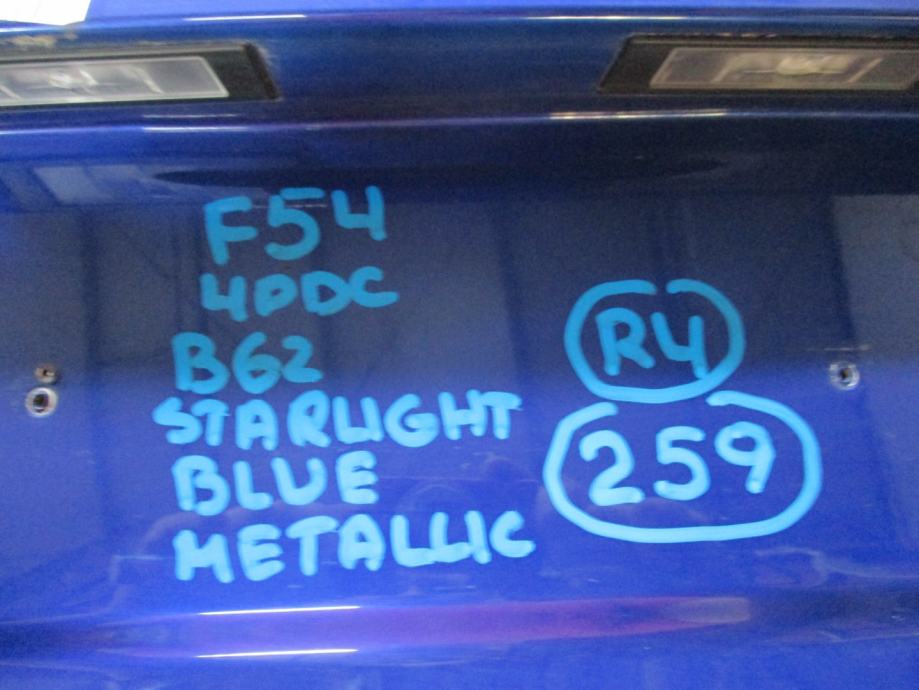 F54
4DDC
B62
STARLIGHT
BLUE
METALLIC
R4
259